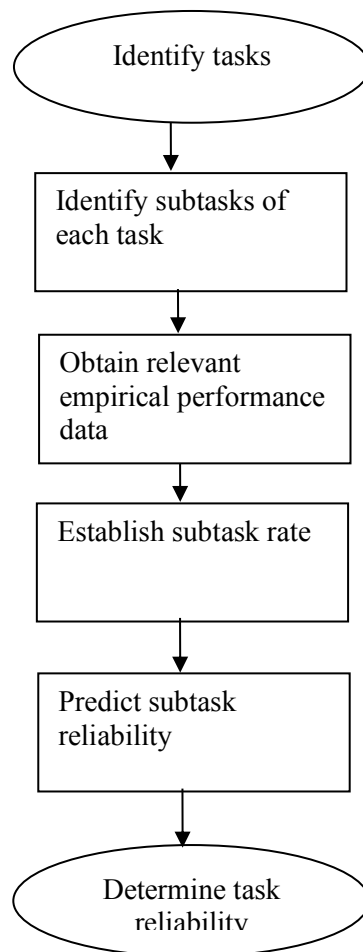 Identify tasks
Identify subtasks of
each task
Obtain relevant
empirical performance
data
Establish subtask rate
Predict subtask
reliability
Determine task
reliability